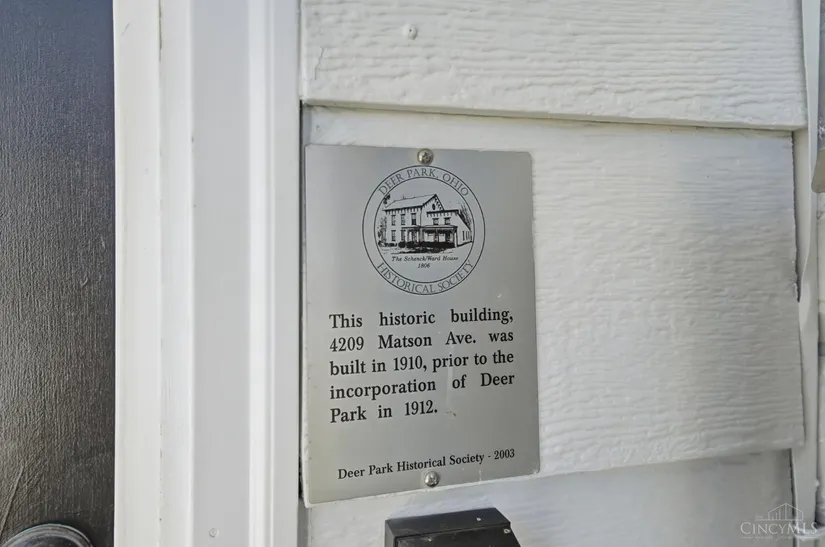 DEER PARK, OHIO
The Schenck/Ward House
1806
HISTORICAL SOCIETY
This historic building,
4209 Matson Ave. was
built in 1910, prior to the
incorporation of Deer
Park in 1912.
Deer Park Historical Society - 2003
CINCYMLS